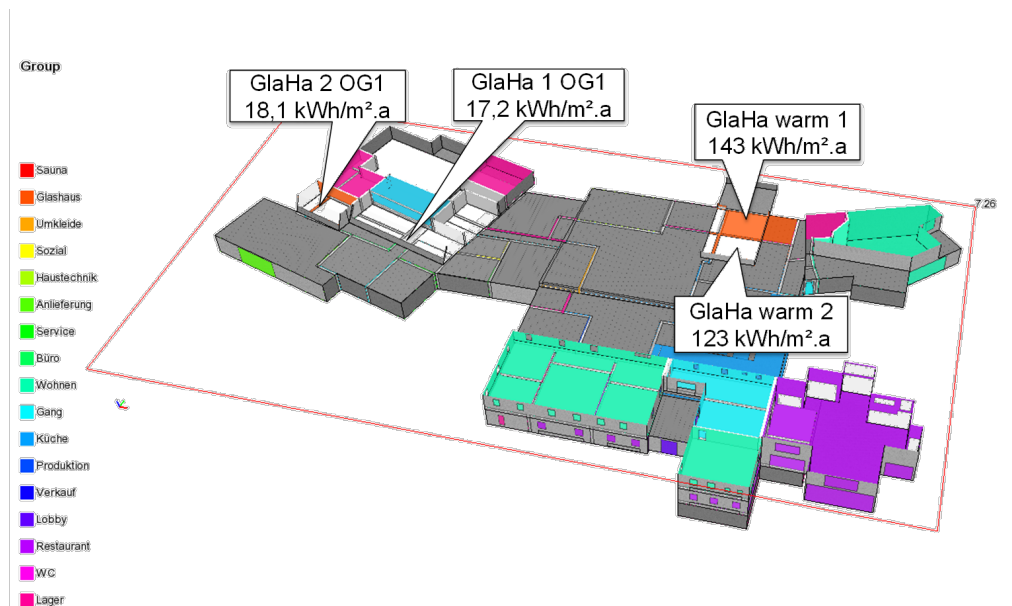 Group
GlaHa 2 OG1
18,1 kWh/m².a
GlaHa 1 OG1
17,2 kWh/m².a
GlaHa warm 1
143 kWh/m².a
7.26
GlaHa warm 2
123 kWh/m².a
Sauna
Glashaus
Umkleide
Sozial
Haustechnik
Anlieferung
Service
Büro
Wohnen
Gang
Küche
Produktion
Verkauf
Lobby
Restaurant
WC
Lager